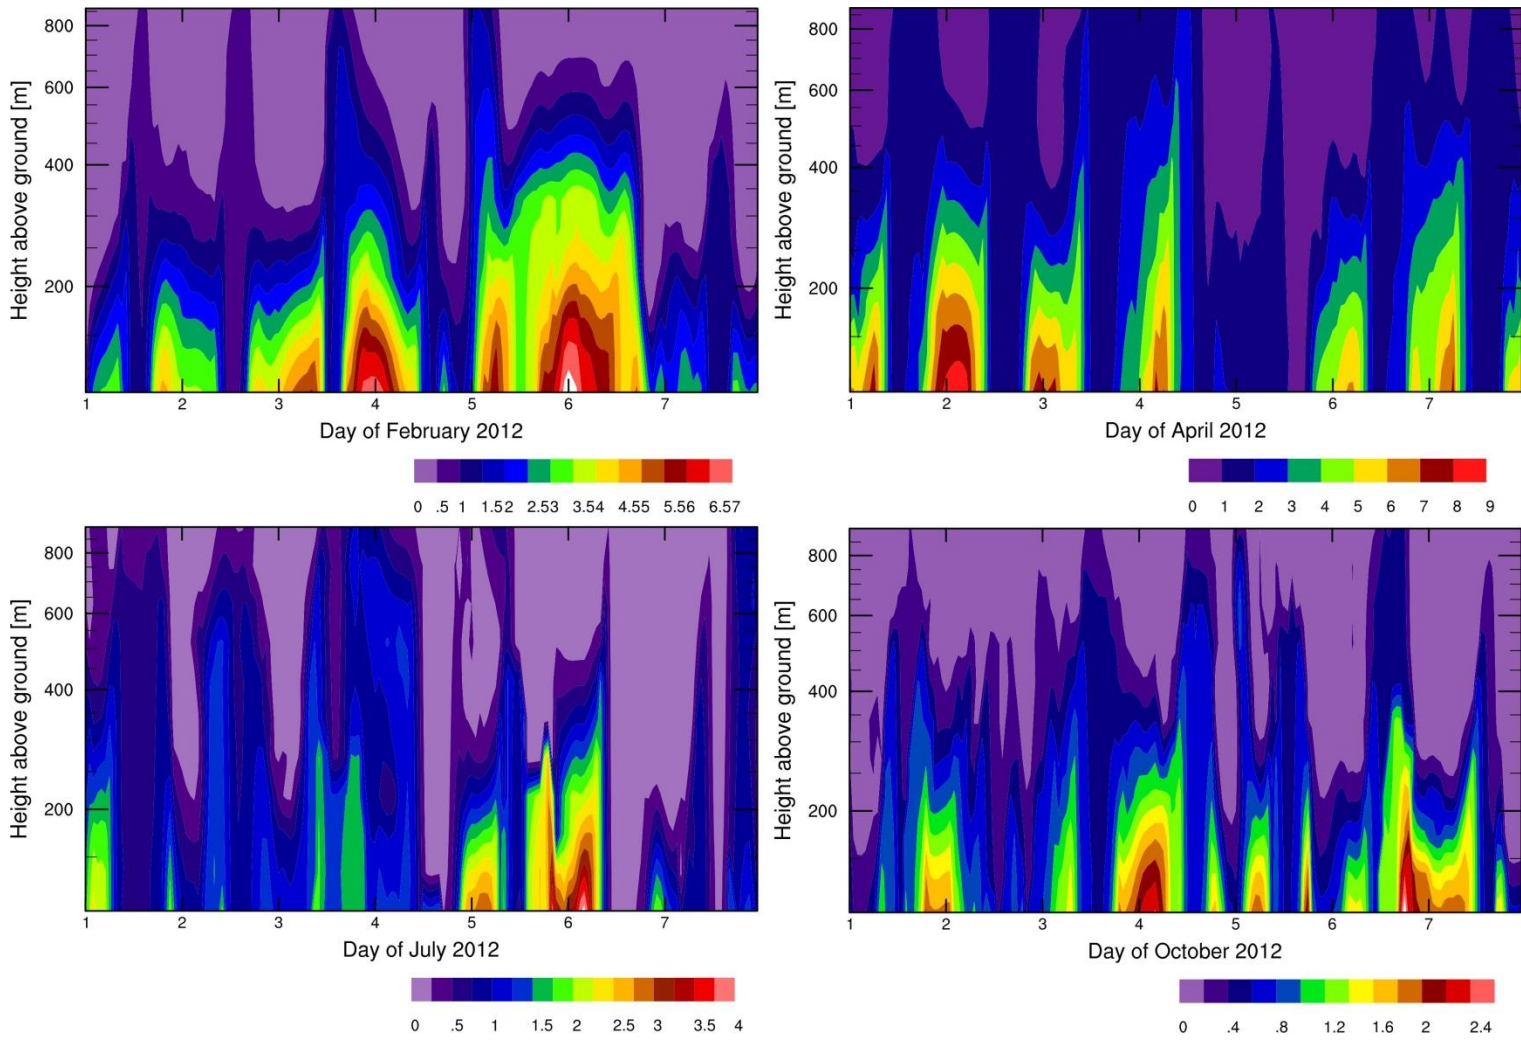 Height above ground [m]
800
600
400
200
1 2 3 4 5 6 7
Day of February 2012
0 .5 1 1.52 2.53 3.54 4.55 5.56 6.57
Height above ground [m]
800
600
400
200
1 2 3 4 5 6 7
Day of April 2012
0 1 2 3 4 5 6 7 8 9
Height above ground [m]
800
600
400
200
1 2 3 4 5 6 7
Day of July 2012
0 .5 1 1.5 2 2.5 3 3.5 4
Height above ground [m]
800
600
400
200
1 2 3 4 5 6 7
Day of October 2012
0 .4 .8 1.2 1.6 2 2.4